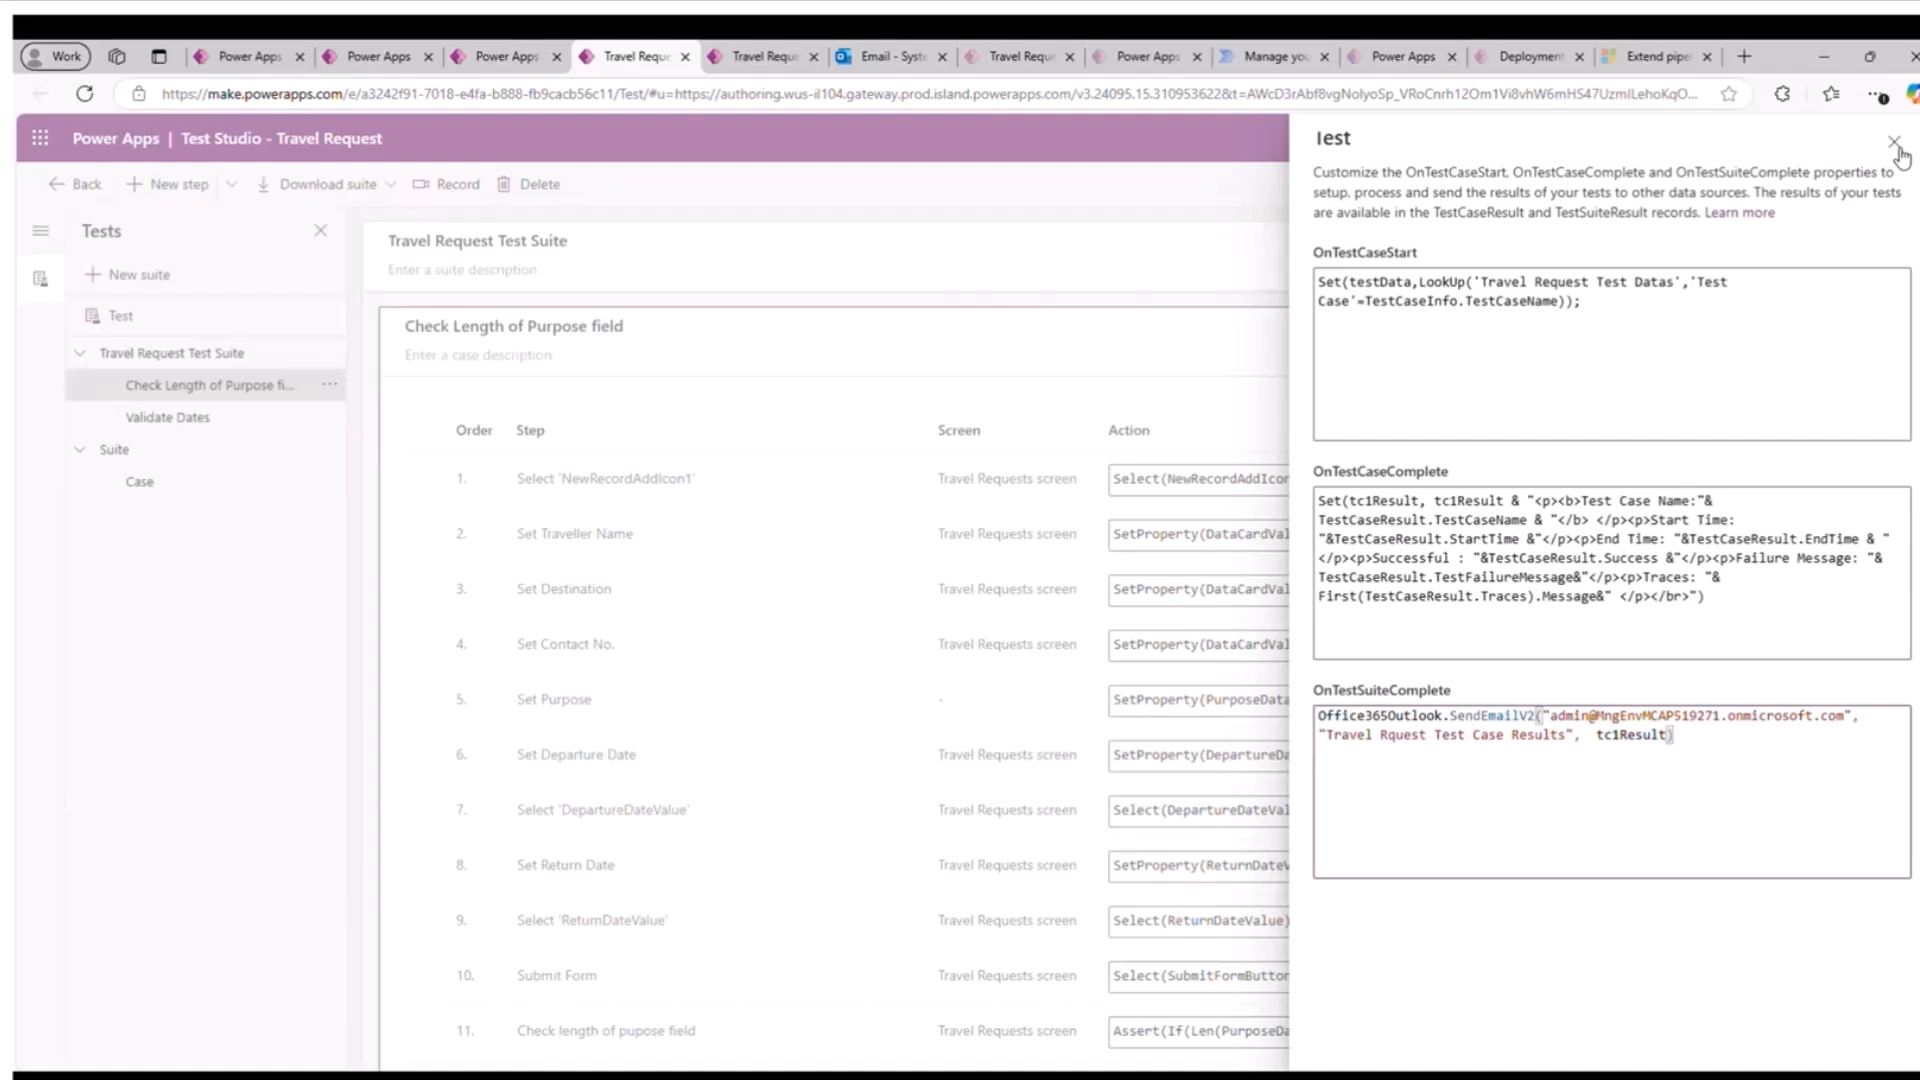 Work
Power Apps
Power Apps
Power Apps
Travel Reque
Travel Reque
Email - Syste
Travel Reque
Power Apps
Manage you
Power Apps
Deployment
Extend pipe
https://make.powerapps.com/e/a3242f91-7018-e4fa-b888-fb9cacb56c11/Test/#u=https://authoring.wus-il104.gateway.prod.island.powerapps.com/v3.24095.15.310953622&t=AWcD3rAbf8vgNolyoSp_VRoCnrh12Om1Vi8vhW6mHS47UzmlLehoKqO...
Power Apps | Test Studio - Travel Request
Back
New step
Download suite
Record
Delete
Tests
New suite
Test
Travel Request Test Suite
Check Length of Purpose fi...
Validate Dates
Suite
Case
Travel Request Test Suite
Enter a suite description
Check Length of Purpose field
Enter a case description
Order Step Screen Action
1. Select 'NewRecordAddIcon1' Travel Requests screen Select(NewRecordAddIcon
2. Set Traveller Name Travel Requests screen SetProperty(DataCardVal
3. Set Destination Travel Requests screen SetProperty(DataCardVal
4. Set Contact No. Travel Requests screen SetProperty(DataCardVal
5. Set Purpose - SetProperty(PurposeData
6. Set Departure Date Travel Requests screen SetProperty(DepartureDa
7. Select 'DepartureDateValue' Travel Requests screen Select(DepartureDateVal
8. Set Return Date Travel Requests screen SetProperty(ReturnDateV
9. Select 'ReturnDateValue' Travel Requests screen Select(ReturnDateValue)
10. Submit Form Travel Requests screen Select(SubmitFormButton
11. Check length of pupose field Travel Requests screen Assert(If(Len(PurposeDa
Test
Customize the OnTestCaseStart, OnTestCaseComplete and OnTestSuiteComplete properties to
setup, process and send the results of your tests to other data sources. The results of your tests
are available in the TestCaseResult and TestSuiteResult records. Learn more
OnTestCaseStart
Set(testData,LookUp('Travel Request Test Datas','Test
Case'=TestCaseInfo.TestCaseName));
OnTestCaseComplete
Set(tc1Result, tc1Result & "<p><b>Test Case Name:"&
TestCaseResult.TestCaseName & "</b> </p><p>Start Time:
"&TestCaseResult.StartTime &"</p><p>End Time: "&TestCaseResult.EndTime & "
</p><p>Successful : "&TestCaseResult.Success &"</p><p>Failure Message: "&
TestCaseResult.TestFailureMessage&"</p><p>Traces: "&
First(TestCaseResult.Traces).Message&" </p></br>")
OnTestSuiteComplete
Office365Outlook.SendEmailV2("admin@MngEnvMCAP519271.onmicrosoft.com",
"Travel Rquest Test Case Results", tc1Result)